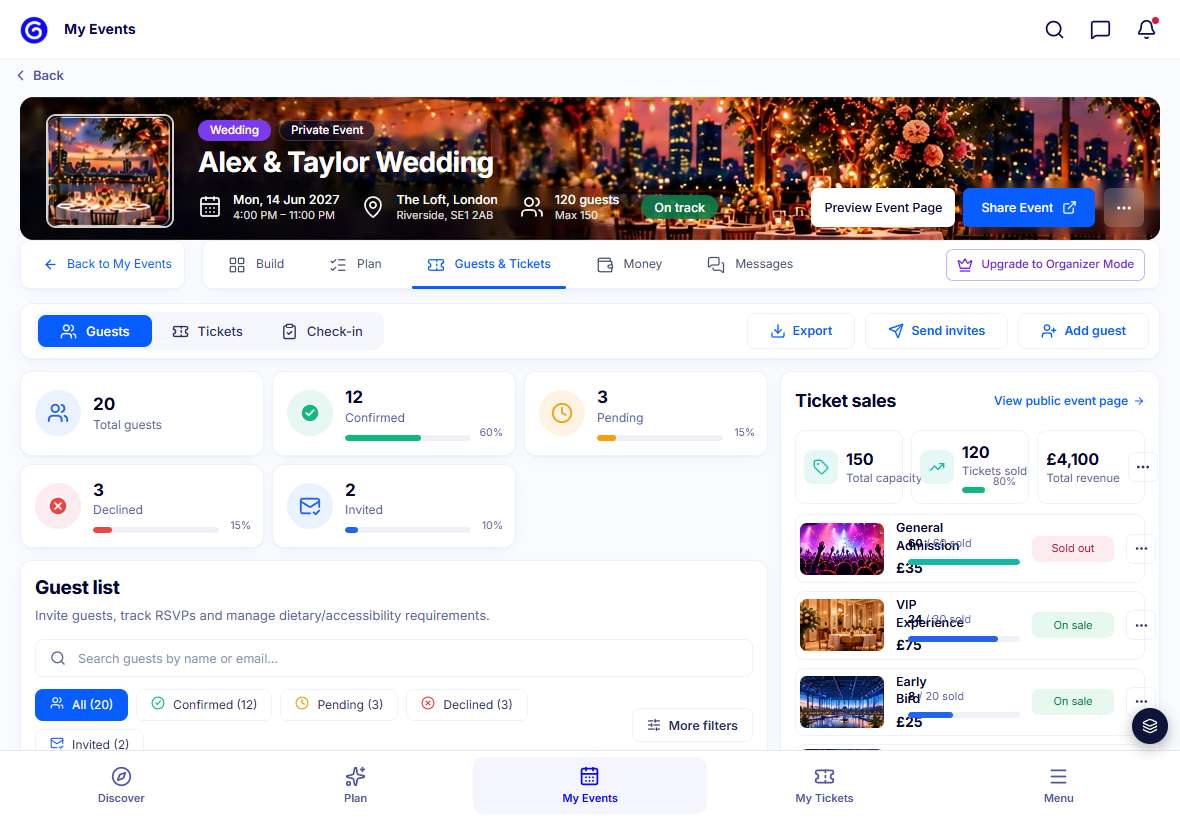 My Events
Back
Wedding
Private Event
Alex & Taylor Wedding
Mon, 14 Jun 2027
4:00 PM – 11:00 PM
The Loft, London
Riverside, SE1 2AB
120 guests
Max 150
On track
Preview Event Page
Share Event
Back to My Events
Build
Plan
Guests & Tickets
Money
Messages
Upgrade to Organizer Mode
Guests
Tickets
Check-in
Export
Send invites
Add guest
20
Total guests
12
Confirmed
60%
3
Pending
15%
3
Declined
15%
2
Invited
10%
Guest list
Invite guests, track RSVPs and manage dietary/accessibility requirements.
Search guests by name or email...
All (20)
Confirmed (12)
Pending (3)
Declined (3)
Invited (2)
More filters
Ticket sales
View public event page
150
Total capacity
120
Tickets sold
80%
£4,100
Total revenue
General
Admission
60 / 60 sold
£35
Sold out
VIP
Experience
24 / 30 sold
£75
On sale
Early
Bird
8 / 20 sold
£25
On sale
Discover
Plan
My Events
My Tickets
Menu